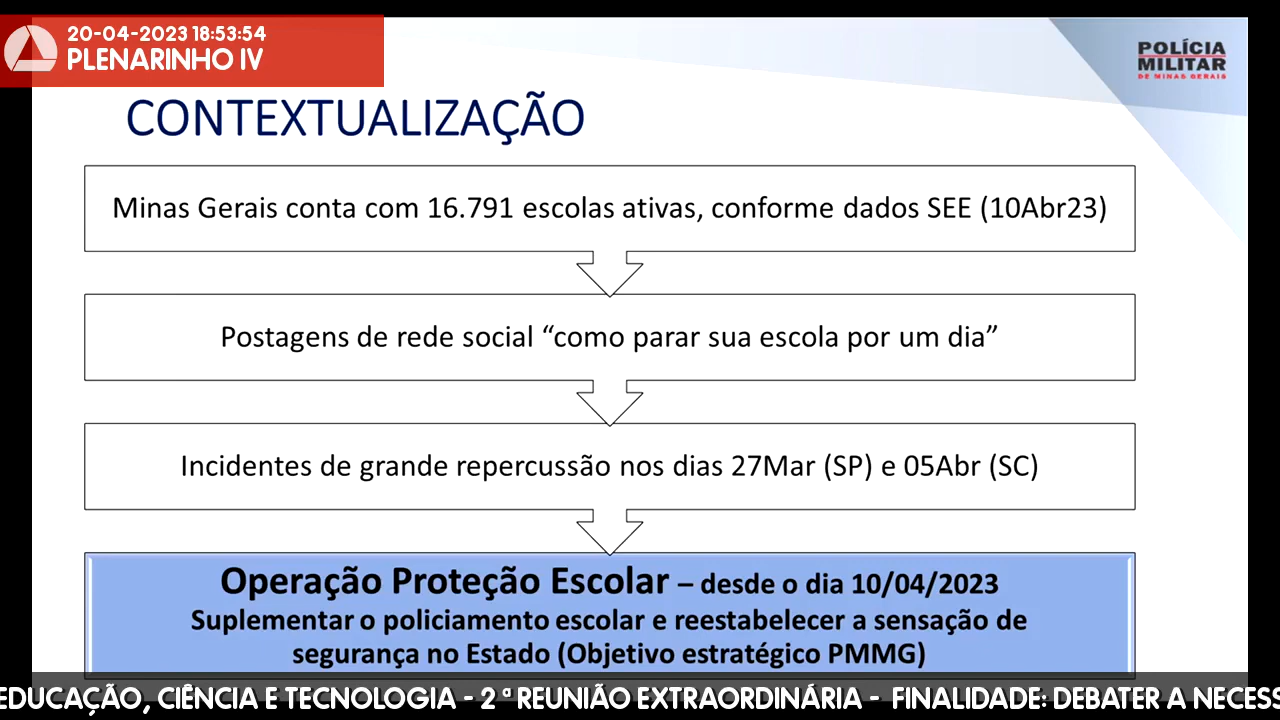 20-04-2023 18:53:54
PLENARINHO IV
POLÍCIA
MILITAR
DE MINAS GERAIS
CONTEXTUALIZAÇÃO
Minas Gerais conta com 16.791 escolas ativas, conforme dados SEE (10Abr23)
Postagens de rede social “como parar sua escola por um dia”
Incidentes de grande repercussão nos dias 27Mar (SP) e 05Abr (SC)
Operação Proteção Escolar – desde o dia 10/04/2023
Suplementar o policiamento escolar e reestabelecer a sensação de
segurança no Estado (Objetivo estratégico PMMG)
EDUCAÇÃO, CIÊNCIA E TECNOLOGIA - 2 ª REUNIÃO EXTRAORDINÁRIA - FINALIDADE: DEBATER A NECESS